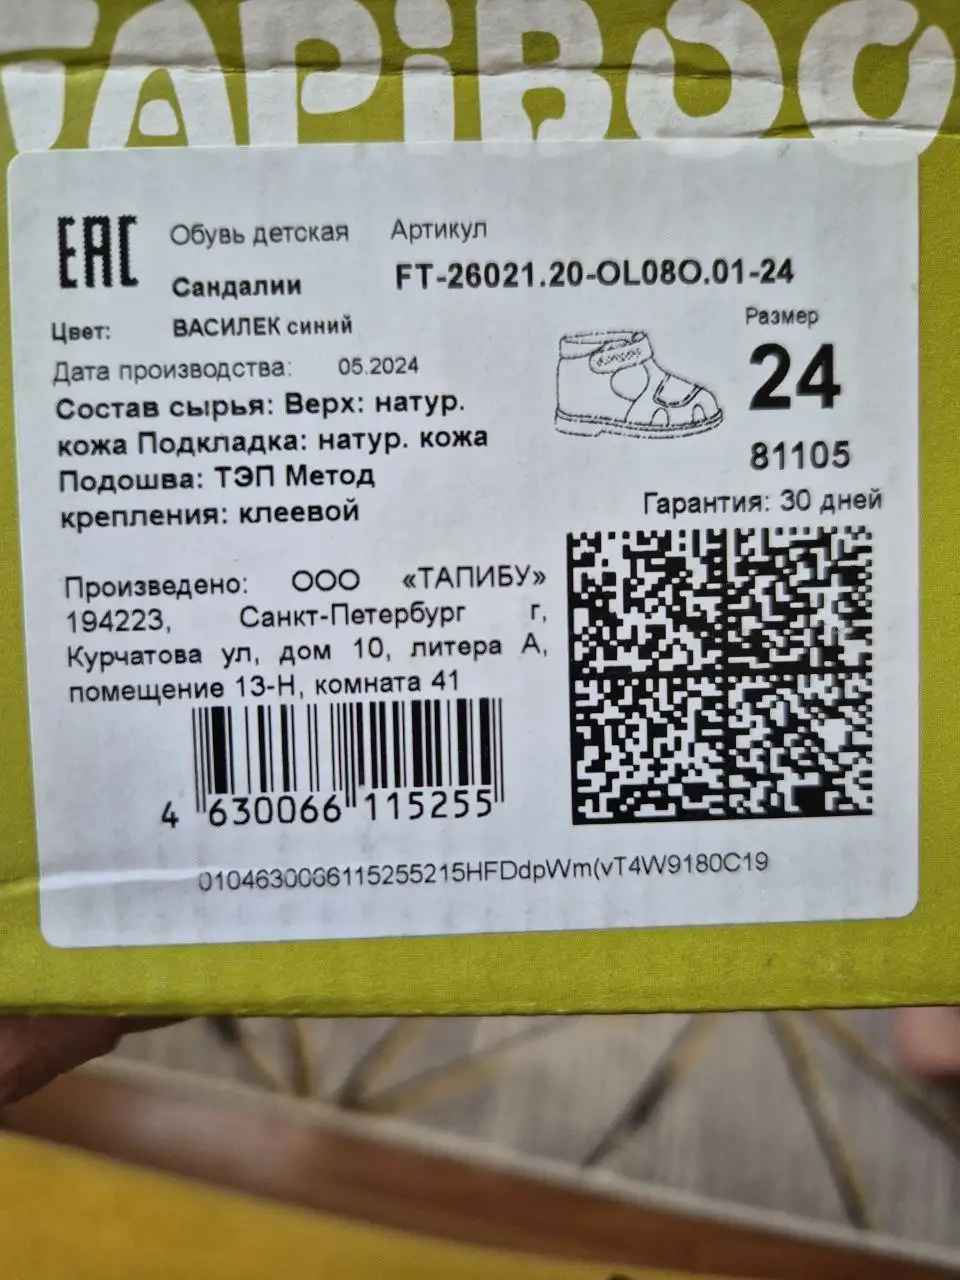 TAPiBOO
EAC
Обувь детская
Артикул
Сандалии
FT-26021.20-OL08O.01-24
Цвет: ВАСИЛЕК синий
Размер
24
Дата производства: 05.2024
Состав сырья: Верх: натур.
кожа Подкладка: натур. кожа
Подошва: ТЭП Метод
крепления: клеевой
81105
Гарантия: 30 дней
Произведено: ООО «ТАПИБУ»
194223, Санкт-Петербург г,
Курчатова ул, дом 10, литера А,
помещение 13-Н, комната 41
4 630066 115255
0104630066115255215HFDdpWm(vT4W9180C19